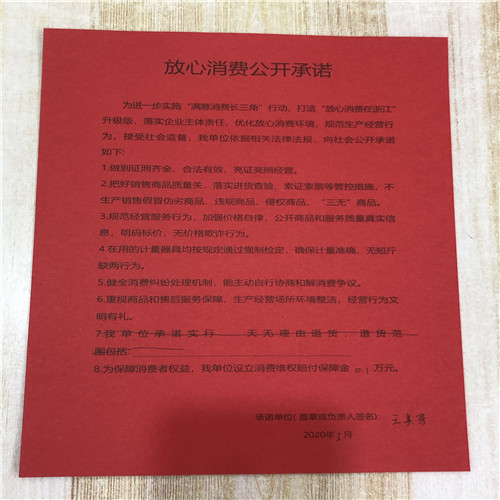 放心消费公开承诺
为进一步实施“满意消费长三角”行动，打造“放心消费在浙江”
升级版，落实企业主体责任，优化放心消费环境，规范生产经营行
为，接受社会监督，我单位依据相关法律法规，向社会公开承诺
如下：
1.做到证照齐全、合法有效、亮证亮照经营。
2.把好销售商品质量关，落实进货查验、索证索票等管控措施，不
生产销售假冒伪劣商品、违规商品、侵权商品、“三无”商品。
3.规范经营服务行为，加强价格自律，公开商品和服务质量真实信
息，明码标价，无价格欺诈行为。
4.在用的计量器具均按规定通过强制检定，确保计量准确，无短斤
缺两行为。
5.健全消费纠纷处理机制，能主动自行协商和解消费争议。
6.重视商品和售后服务保障，生产经营场所环境整洁，经营行为文
明有礼。
7.我单位承诺实行 天无理由退货，退货范
围包括:
8.为保障消费者权益，我单位设立消费维权赔付保障金 0.1 万元。
承诺单位(盖章或负责人签名): 王
2020年5月